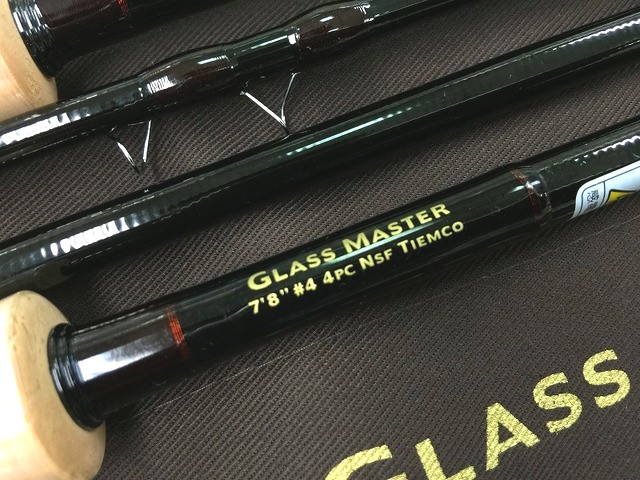 GLASS MASTER
7'8" #4 4PC NSF TIEMCO
GLASS